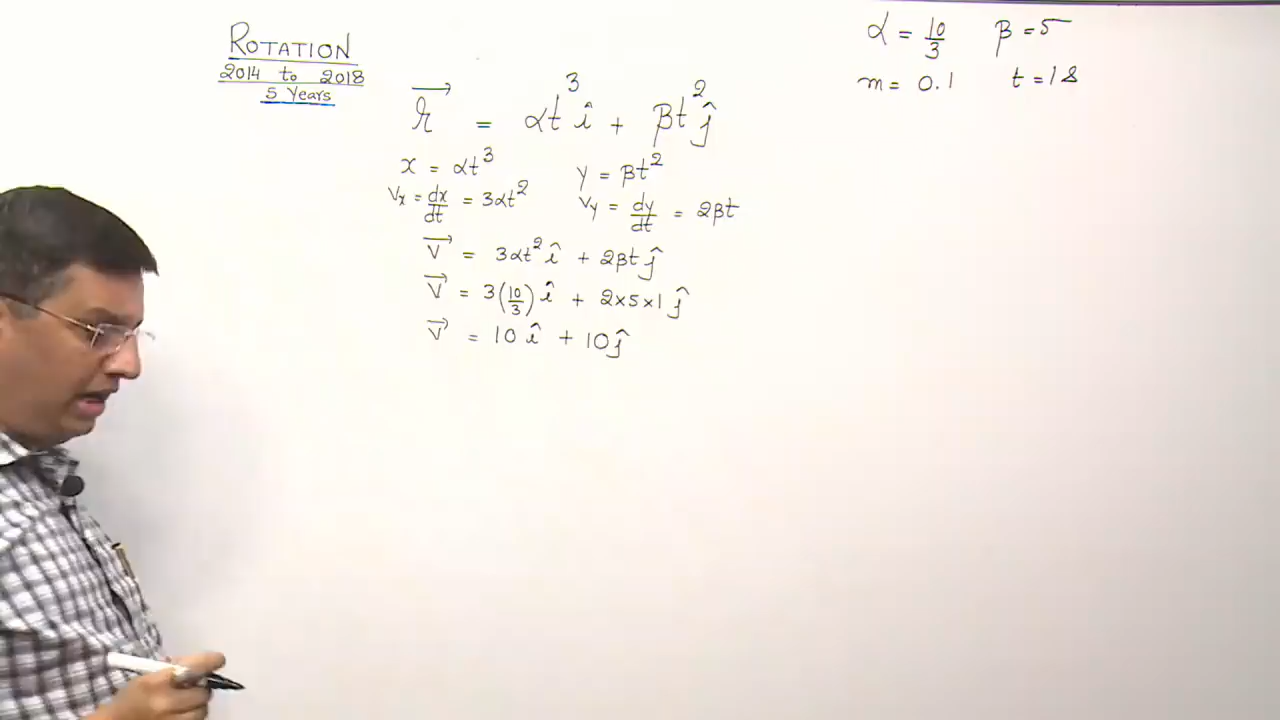 ROTATION
2014 to 2018
5 Years
α = 10/3 β = 5
m = 0.1 t = 1s
r⃗ = αt³ î + βt² ĵ
x = αt³ y = βt²
Vx = dx/dt = 3αt² Vy = dy/dt = 2βt
V⃗ = 3αt² î + 2βt ĵ
V⃗ = 3(10/3) î + 2×5×1 ĵ
V⃗ = 10 î + 10 ĵ